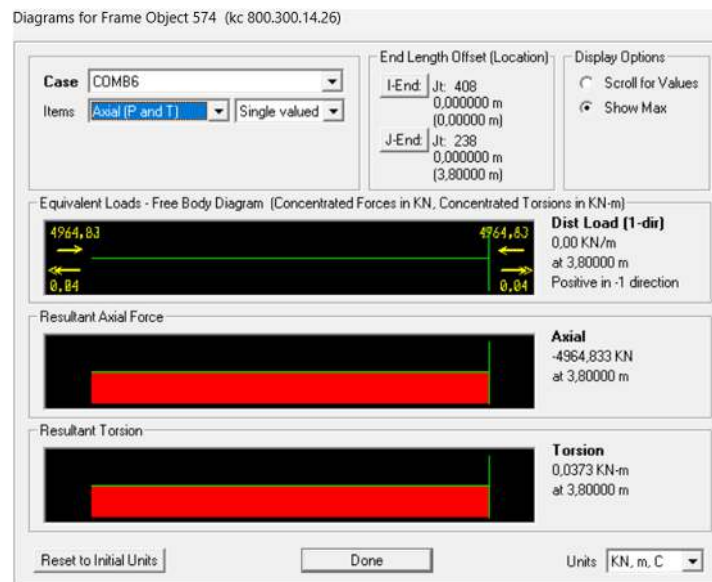 Diagrams for Frame Object 574 (kc 800.300.14.26)
Case COMB6
Items Axial (P and T) Single valued
End Length Offset (Location)
I-End: Jt: 408
0,000000 m
(0,00000 m)
J-End: Jt: 238
0,000000 m
(3,80000 m)
Display Options
Scroll for Values
Show Max
Equivalent Loads - Free Body Diagram (Concentrated Forces in KN, Concentrated Torsions in KN-m)
4964,83 4964,83
0,04 0,04
Dist Load (1-dir)
0,00 KN/m
at 3,80000 m
Positive in -1 direction
Resultant Axial Force
Axial
-4964,833 KN
at 3,80000 m
Resultant Torsion
Torsion
0,0373 KN-m
at 3,80000 m
Reset to Initial Units Done Units KN, m, C